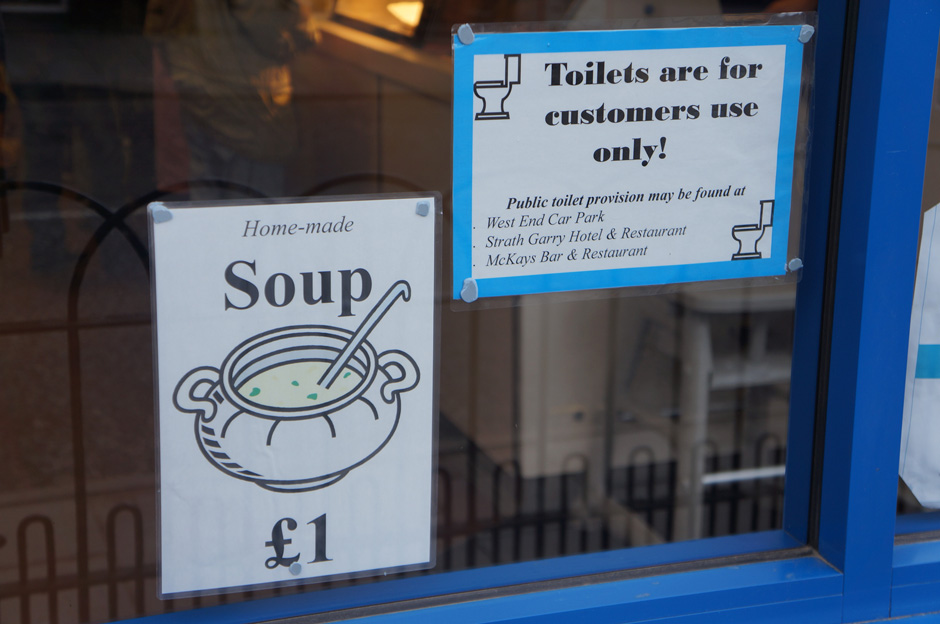 Home-made
Soup
£1
Toilets are for
customers use
only!
Public toilet provision may be found at
. West End Car Park
. Strath Garry Hotel & Restaurant
. McKays Bar & Restaurant